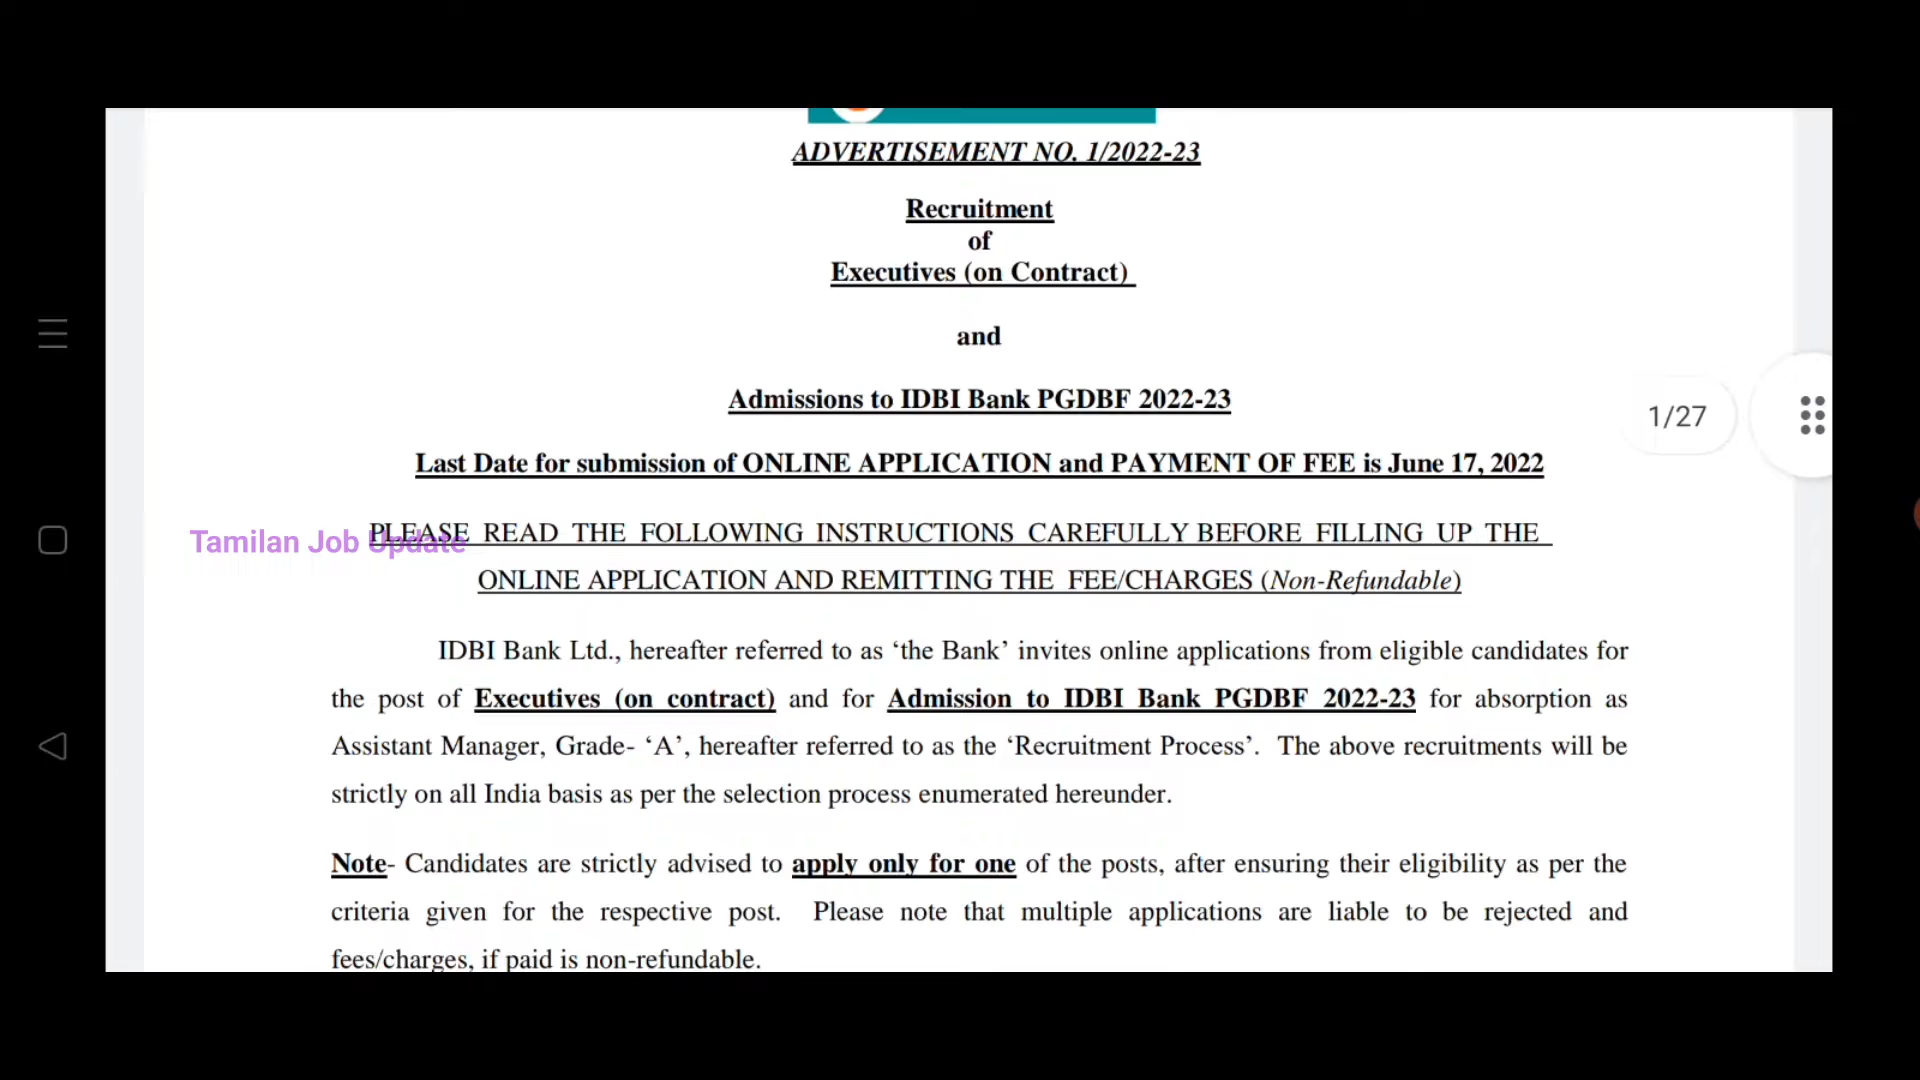 ADVERTISEMENT NO. 1/2022-23
Recruitment
of
Executives (on Contract)
and
Admissions to IDBI Bank PGDBF 2022-23
1/27
Last Date for submission of ONLINE APPLICATION and PAYMENT OF FEE is June 17, 2022
Tamilan Job Update
PLEASE READ THE FOLLOWING INSTRUCTIONS CAREFULLY BEFORE FILLING UP THE
ONLINE APPLICATION AND REMITTING THE FEE/CHARGES (Non-Refundable)
IDBI Bank Ltd., hereafter referred to as ‘the Bank’ invites online applications from eligible candidates for
the post of Executives (on contract) and for Admission to IDBI Bank PGDBF 2022-23 for absorption as
Assistant Manager, Grade- ‘A’, hereafter referred to as the ‘Recruitment Process’. The above recruitments will be
strictly on all India basis as per the selection process enumerated hereunder.
Note- Candidates are strictly advised to apply only for one of the posts, after ensuring their eligibility as per the
criteria given for the respective post. Please note that multiple applications are liable to be rejected and
fees/charges, if paid is non-refundable.